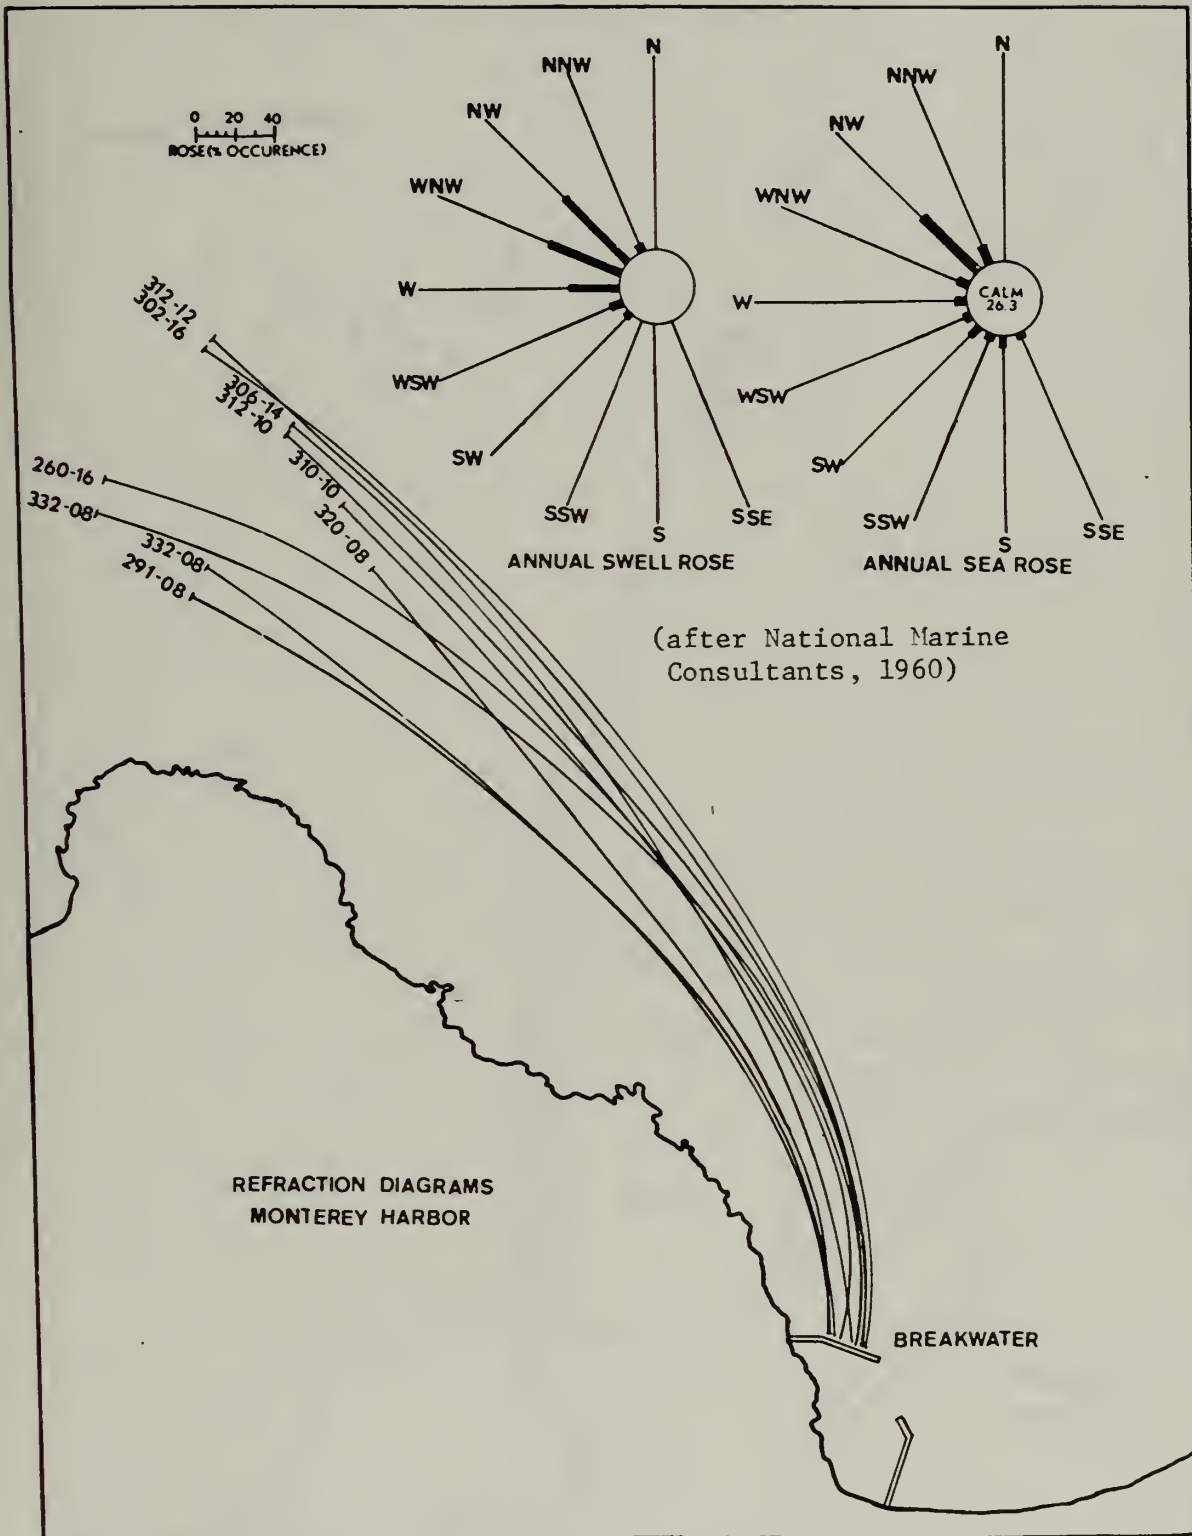 0 20 40
ROSE(% OCCURENCE)
N
NNW
NW
WNW
W
WSW
SW
SSW
S
SSE
ANNUAL SWELL ROSE
N
NNW
NW
WNW
W
WSW
SW
SSW
S
SSE
CALM
26.3
ANNUAL SEA ROSE
(after National Marine
Consultants, 1960)
312-12
302-16
306-14
312-10
310-10
320-08
260-16
332-08
332-08
291-08
REFRACTION DIAGRAMS
MONTEREY HARBOR
BREAKWATER